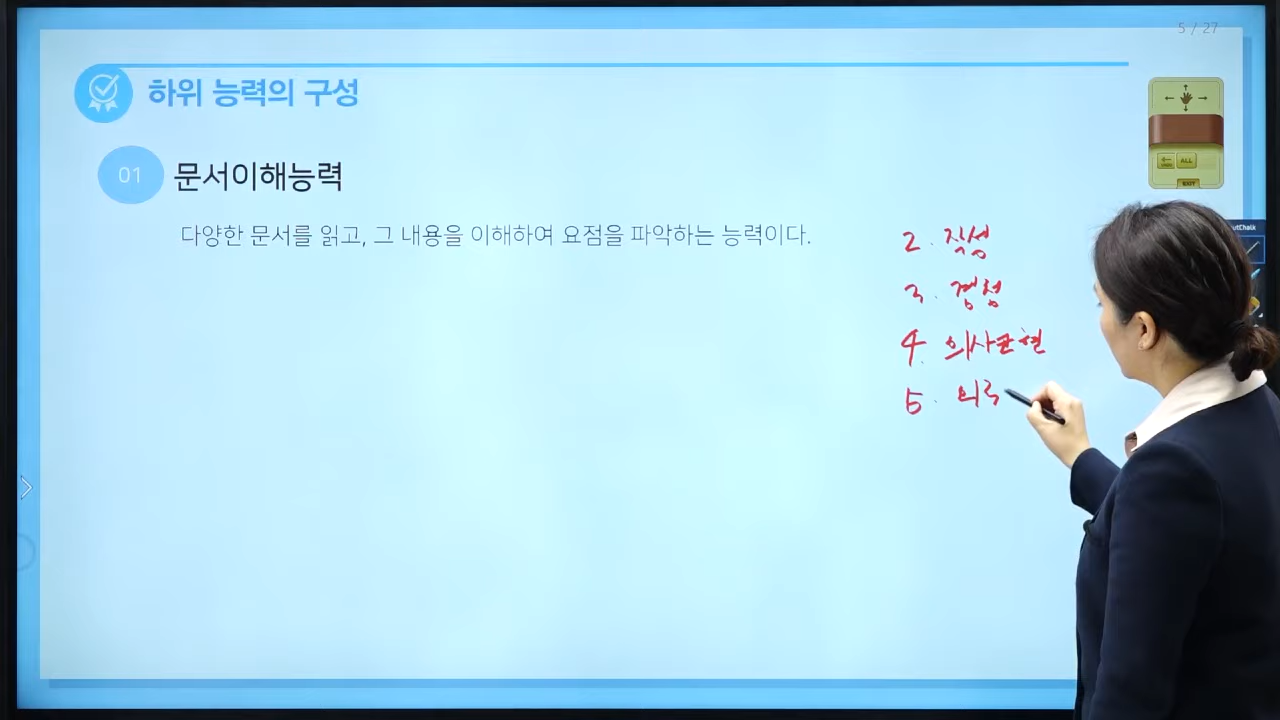 5 / 27
하위 능력의 구성
01 문서이해능력
다양한 문서를 읽고, 그 내용을 이해하여 요점을 파악하는 능력이다.
2. 작성
3. 경청
4. 의사표현
5. 외국
ALL
EXIT